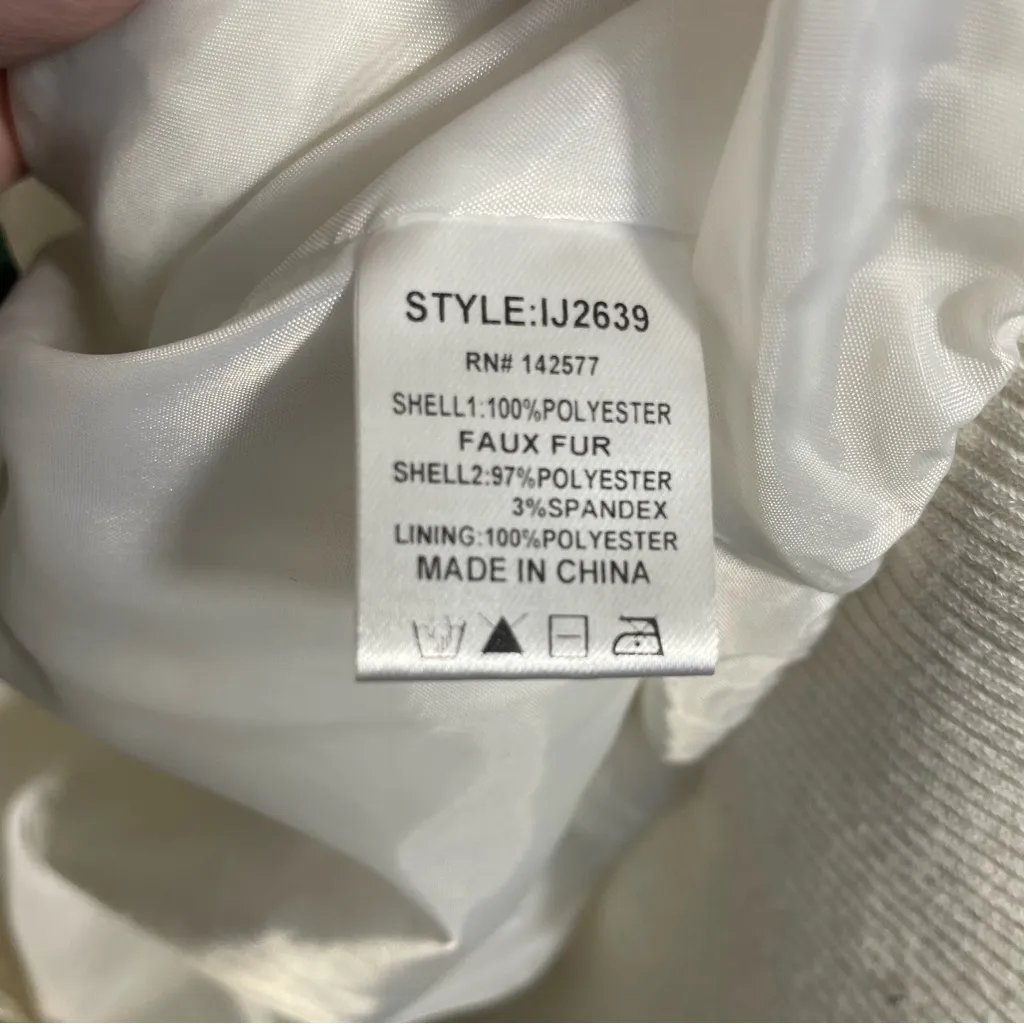 STYLE:IJ2639
RN# 142577
SHELL1:100%POLYESTER
FAUX FUR
SHELL2:97%POLYESTER
3%SPANDEX
LINING:100%POLYESTER
MADE IN CHINA